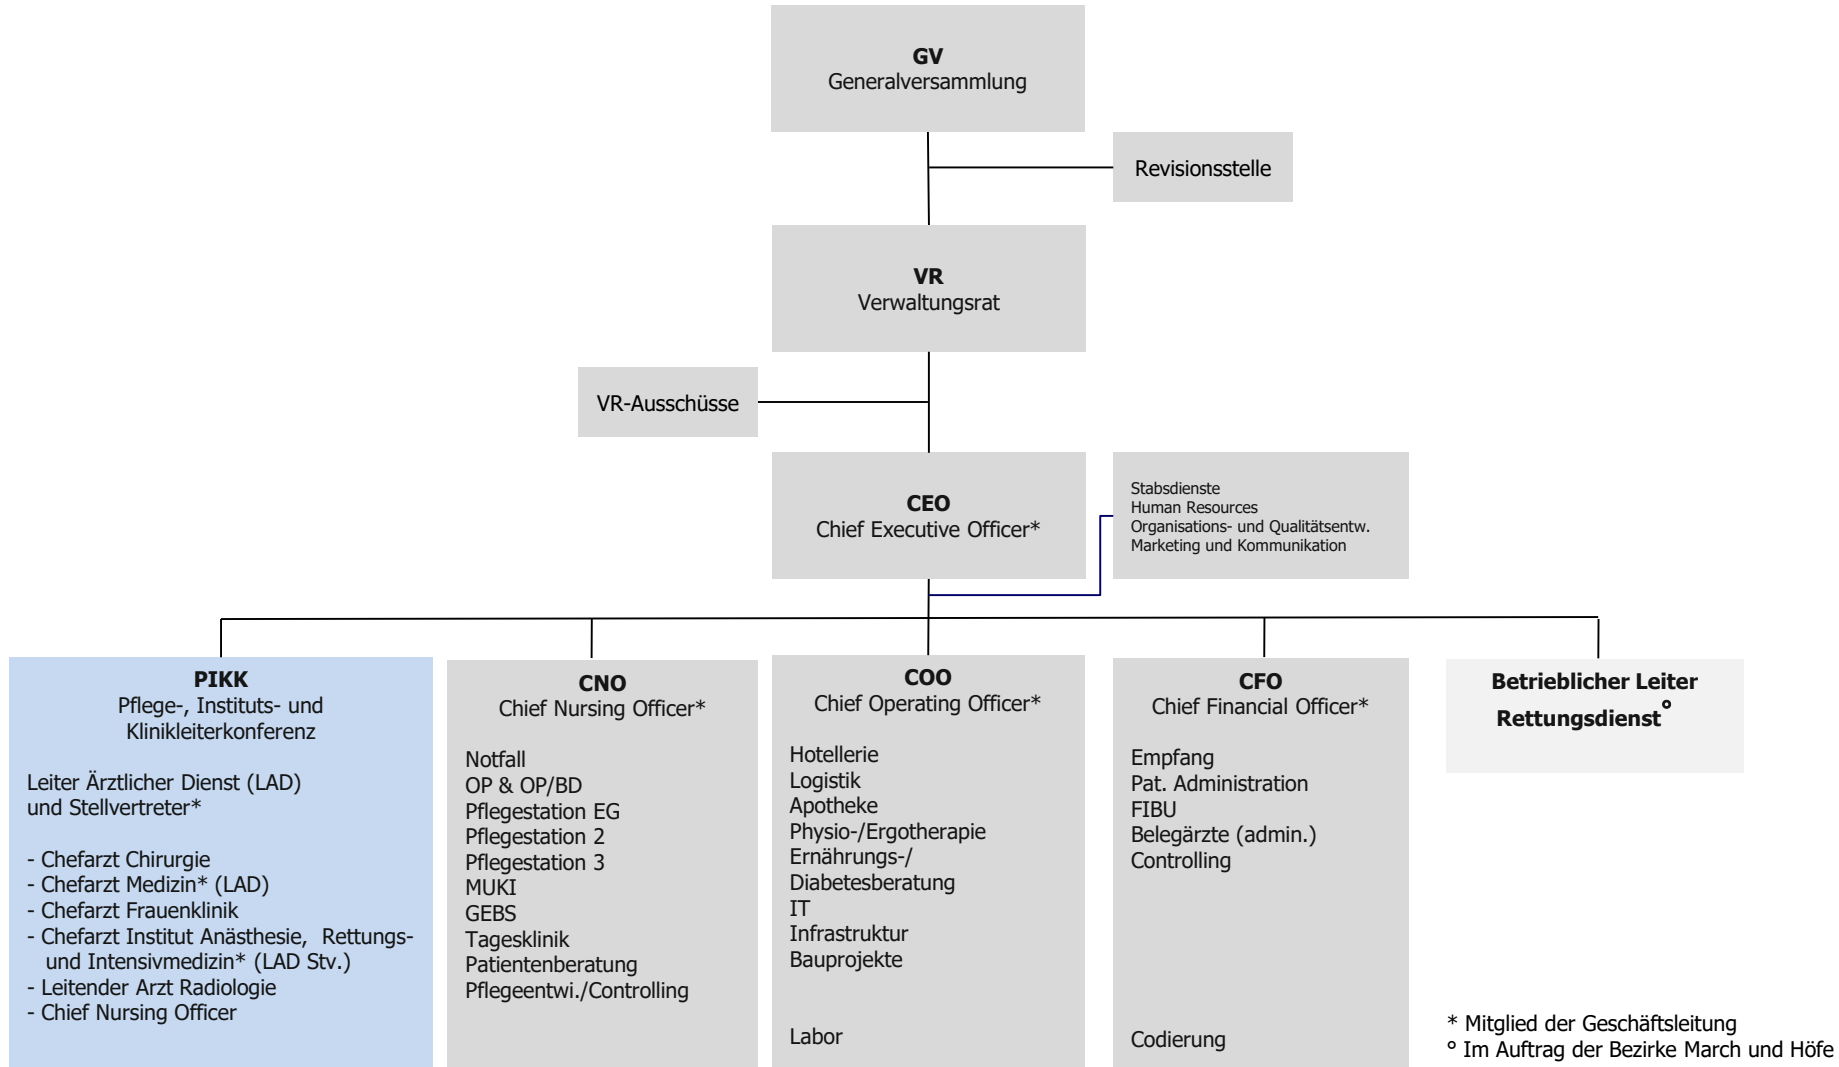 GV
Generalversammlung
Revisionsstelle
VR
Verwaltungsrat
VR-Ausschüsse
CEO
Chief Executive Officer*
Stabsdienste
Human Resources
Organisations- und Qualitätsentw.
Marketing und Kommunikation
PIKK
Pflege-, Instituts- und
Klinikleiterkonferenz
Leiter Ärztlicher Dienst (LAD)
und Stellvertreter*
- Chefarzt Chirurgie
- Chefarzt Medizin* (LAD)
- Chefarzt Frauenklinik
- Chefarzt Institut Anästhesie, Rettungs-
und Intensivmedizin* (LAD Stv.)
- Leitender Arzt Radiologie
- Chief Nursing Officer
CNO
Chief Nursing Officer*
Notfall
OP & OP/BD
Pflegestation EG
Pflegestation 2
Pflegestation 3
MUKI
GEBS
Tagesklinik
Patientenberatung
Pflegeentwi./Controlling
COO
Chief Operating Officer*
Hotellerie
Logistik
Apotheke
Physio-/Ergotherapie
Ernährungs-/
Diabetesberatung
IT
Infrastruktur
Bauprojekte
Labor
CFO
Chief Financial Officer*
Empfang
Pat. Administration
FIBU
Belegärzte (admin.)
Controlling
Codierung
Betrieblicher Leiter
Rettungsdienst°
* Mitglied der Geschäftsleitung
° Im Auftrag der Bezirke March und Höfe